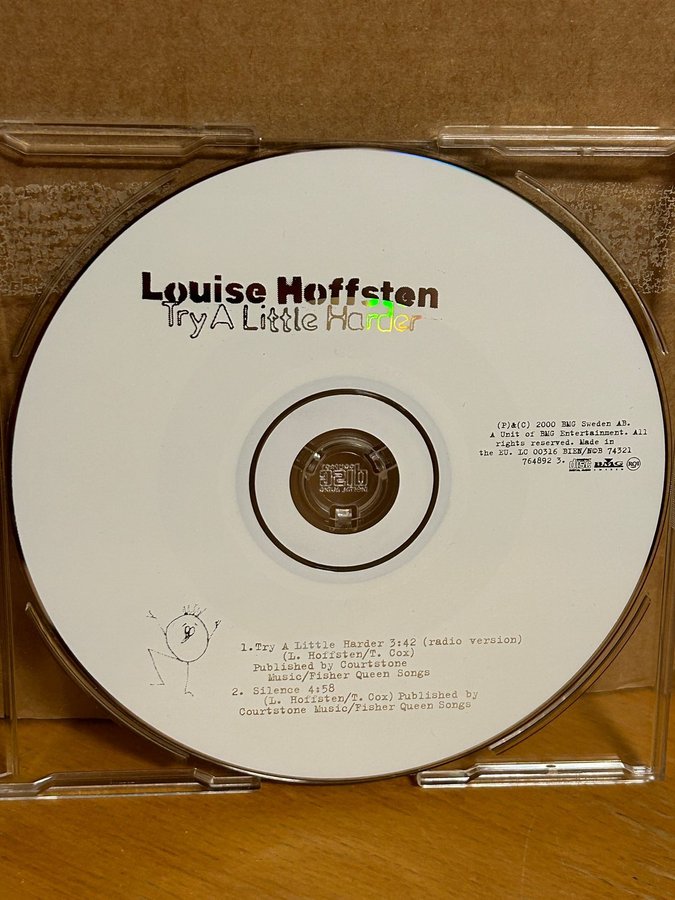 Louise Hoffsten
Try A Little Harder
(P)&(C) 2000 BMG Sweden AB.
A Unit of BMG Entertainment. All
rights reserved. Made in
the EU. LC 00316 BIEN/NCB 74321
764892 3.
BMG
1.Try A Little Harder 3:42 (radio version)
(L. Hoffsten/T. Cox)
Published by Courtstone
Music/Fisher Queen Songs
2. Silence 4:58
(L. Hoffsten/T. Cox) Published by
Courtstone Music/Fisher Queen Songs